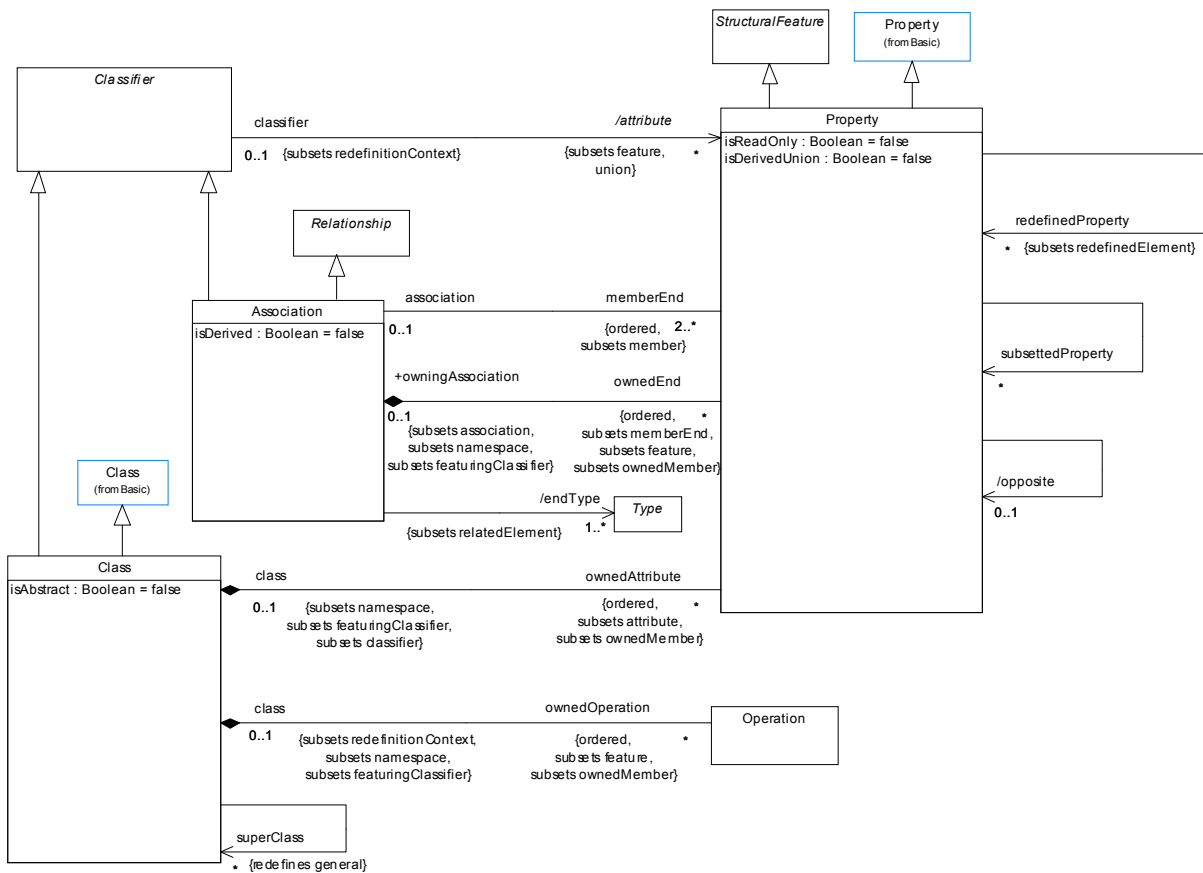 StructuralFeature
Property
(from Basic)
Classifier
classifier
/attribute
0..1
{subsets redefinitionContext}
{subsets feature,
union}
*
Property
isReadOnly : Boolean = false
isDerivedUnion : Boolean = false
Relationship
redefinedProperty
*
{subsets redefinedElement}
Association
isDerived : Boolean = false
association
memberEnd
0..1
{ordered,
subsets member}
2..*
subsettedProperty
*
+owningAssociation
ownedEnd
0..1
{subsets association,
subsets namespace,
subsets featuringClassifier}
{ordered,
subsets memberEnd,
subsets feature,
subsets ownedMember}
*
/opposite
0..1
Class
(from Basic)
/endType
{subsets relatedElement}
1..*
Type
Class
isAbstract : Boolean = false
class
ownedAttribute
0..1
{subsets namespace,
subsets featuringClassifier,
subsets classifier}
{ordered,
subsets attribute,
subsets ownedMember}
*
class
ownedOperation
0..1
{subsets redefinitionContext,
subsets namespace,
subsets featuringClassifier}
{ordered,
subsets feature,
subsets ownedMember}
*
Operation
superClass
*
{redefines general}